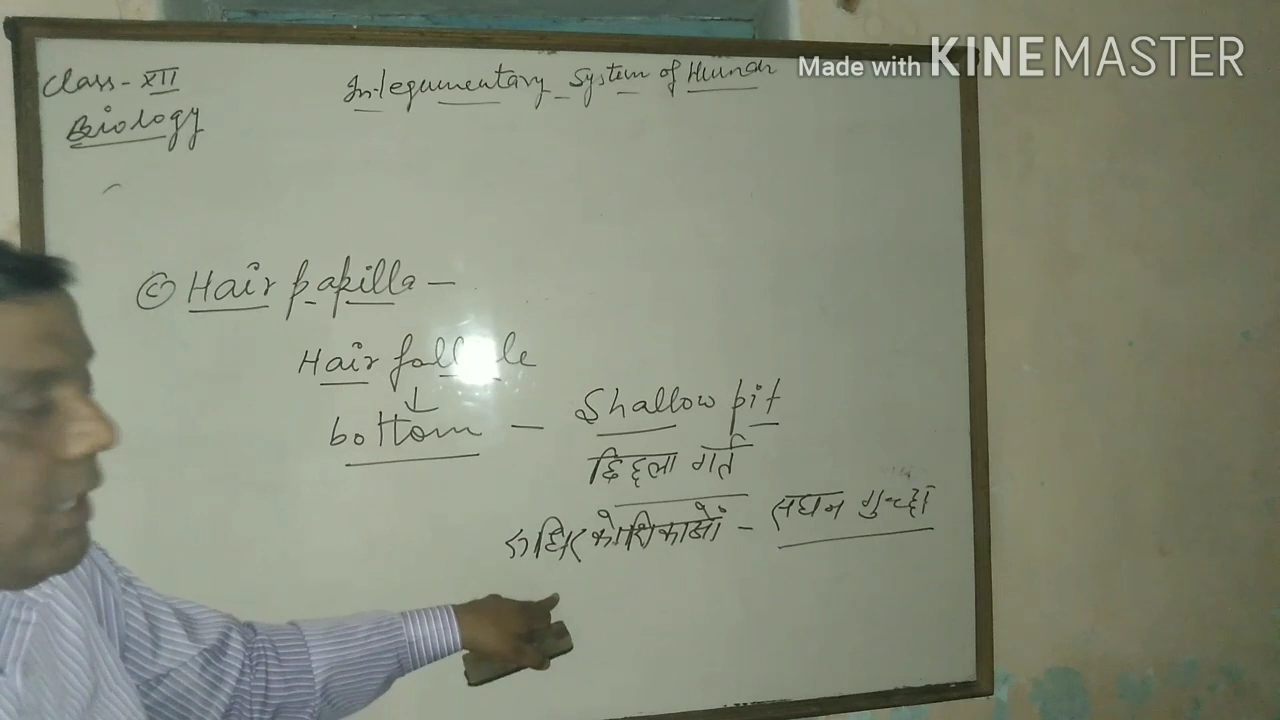 Class - XII
Integumentary System of Human
Made with KINEMASTER
Biology
© Hair papilla -
Hair follicle
↓
bottom - Shallow pit
छिछला गर्त
रूधिर कोशिकाओं - सघन गुच्छा